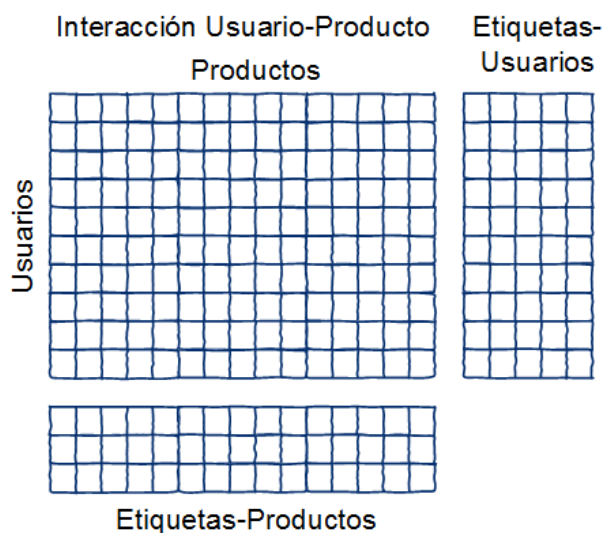 Interacción Usuario-Producto
Productos
Etiquetas-
Usuarios
Usuarios
Etiquetas-Productos